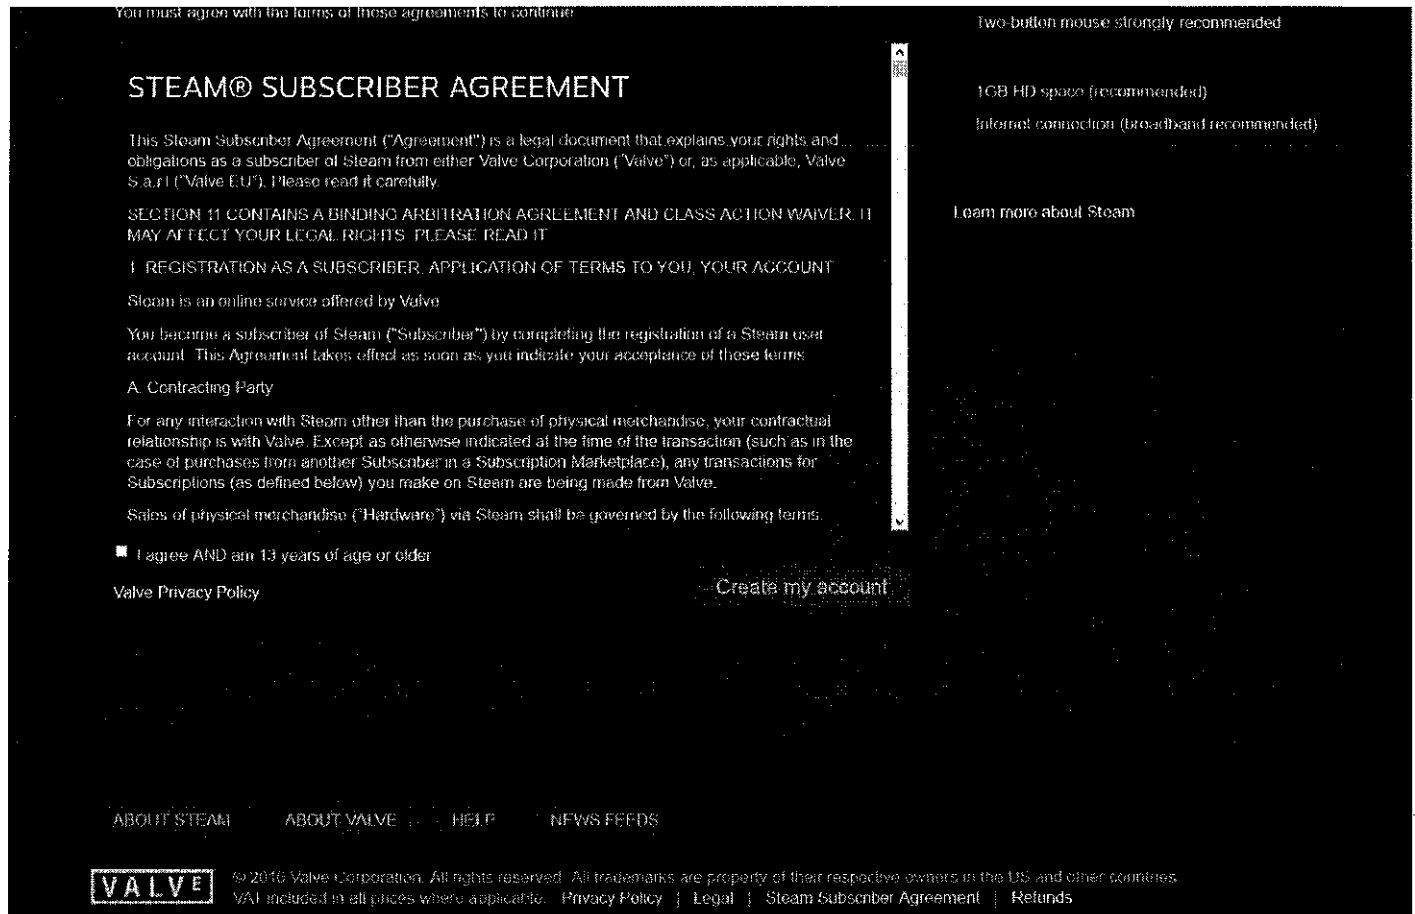 You must agree with the terms of these agreements to continue
Two-button mouse strongly recommended
1GB HD space (recommended)
Internet connection (broadband recommended)
Learn more about Steam
STEAM® SUBSCRIBER AGREEMENT
This Steam Subscriber Agreement ("Agreement") is a legal document that explains your rights and
obligations as a subscriber of Steam from either Valve Corporation ("Valve") or, as applicable, Valve
S.a.r.l ("Valve EU"). Please read it carefully.
SECTION 11 CONTAINS A BINDING ARBITRATION AGREEMENT AND CLASS ACTION WAIVER. IT
MAY AFFECT YOUR LEGAL RIGHTS. PLEASE READ IT
1. REGISTRATION AS A SUBSCRIBER, APPLICATION OF TERMS TO YOU, YOUR ACCOUNT
Steam is an online service offered by Valve
You become a subscriber of Steam ("Subscriber") by completing the registration of a Steam user
account. This Agreement takes effect as soon as you indicate your acceptance of these terms
A. Contracting Party
For any interaction with Steam other than the purchase of physical merchandise, your contractual
relationship is with Valve. Except as otherwise indicated at the time of the transaction (such as in the
case of purchases from another Subscriber in a Subscription Marketplace), any transactions for
Subscriptions (as defined below) you make on Steam are being made from Valve.
Sales of physical merchandise ("Hardware") via Steam shall be governed by the following terms.
I agree AND am 13 years of age or older
Valve Privacy Policy
Create my account
ABOUT STEAM ABOUT VALVE HELP NEWS FEEDS
VALVE
© 2016 Valve Corporation. All rights reserved. All trademarks are property of their respective owners in the US and other countries.
VAT included in all prices where applicable. Privacy Policy | Legal | Steam Subscriber Agreement | Refunds